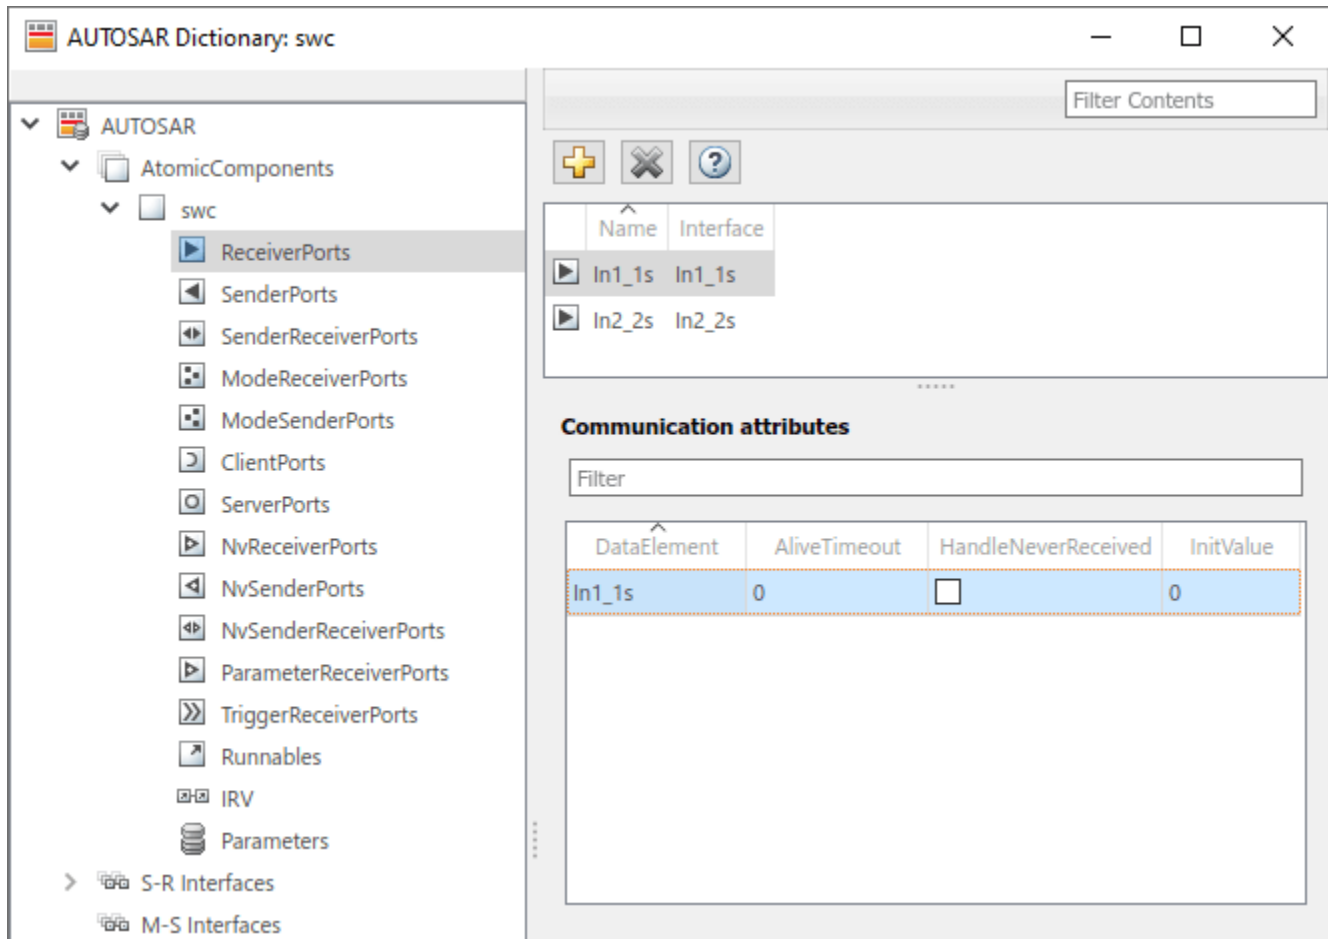 AUTOSAR Dictionary: swc
Filter Contents
AUTOSAR
AtomicComponents
swc
ReceiverPorts
SenderPorts
SenderReceiverPorts
ModeReceiverPorts
ModeSenderPorts
ClientPorts
ServerPorts
NvReceiverPorts
NvSenderPorts
NvSenderReceiverPorts
ParameterReceiverPorts
TriggerReceiverPorts
Runnables
IRV
Parameters
S-R Interfaces
M-S Interfaces
Name Interface
In1_1s In1_1s
In2_2s In2_2s
Communication attributes
Filter
DataElement AliveTimeout HandleNeverReceived InitValue
In1_1s 0 0